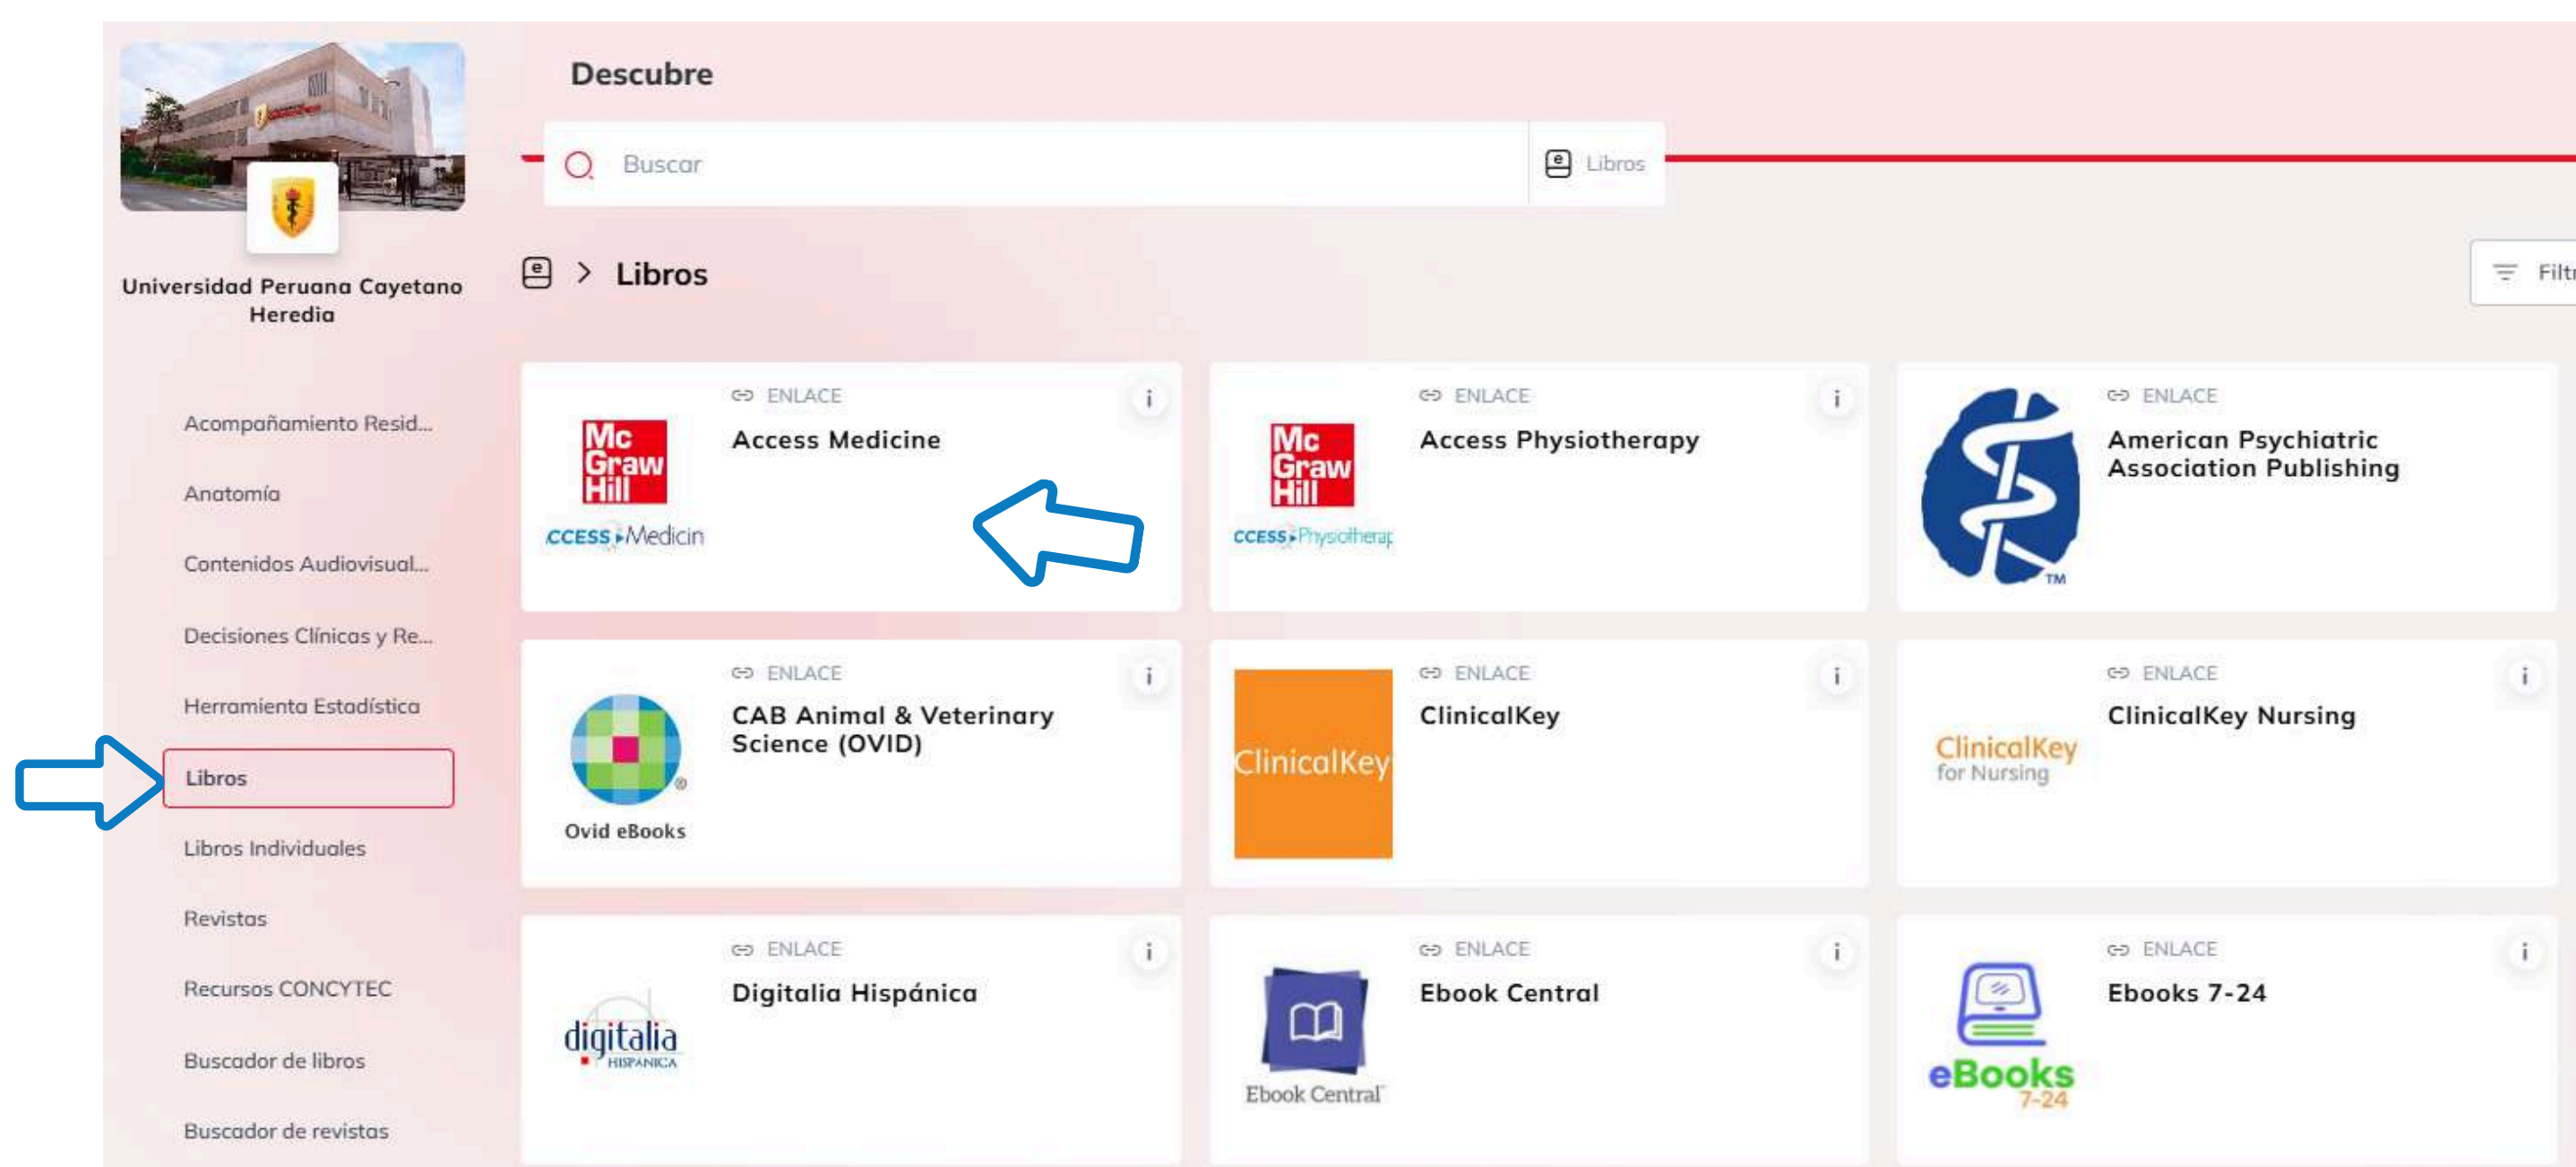 Descubre
Buscar
Libros
Universidad Peruana Cayetano
Heredia
Libros
Acompañamiento Resid...
Anatomía
Contenidos Audiovisual...
Decisiones Clínicas y Re...
Herramienta Estadística
Libros
Libros Individuales
Revistas
Recursos CONCYTEC
Buscador de libros
Buscador de revistas
ENLACE
Access Medicine
Mc
Graw
Hill
CCESS Medicin
ENLACE
Access Physiotherapy
Mc
Graw
Hill
CCESS Physiotherap
ENLACE
American Psychiatric
Association Publishing
TM
ENLACE
CAB Animal & Veterinary
Science (OVID)
®
Ovid eBooks
ENLACE
ClinicalKey
ClinicalKey
ENLACE
ClinicalKey Nursing
ClinicalKey
for Nursing
ENLACE
Digitalia Hispánica
digitalia
HISPÁNICA
ENLACE
Ebook Central
Ebook Central
ENLACE
Ebooks 7-24
eBooks
7-24